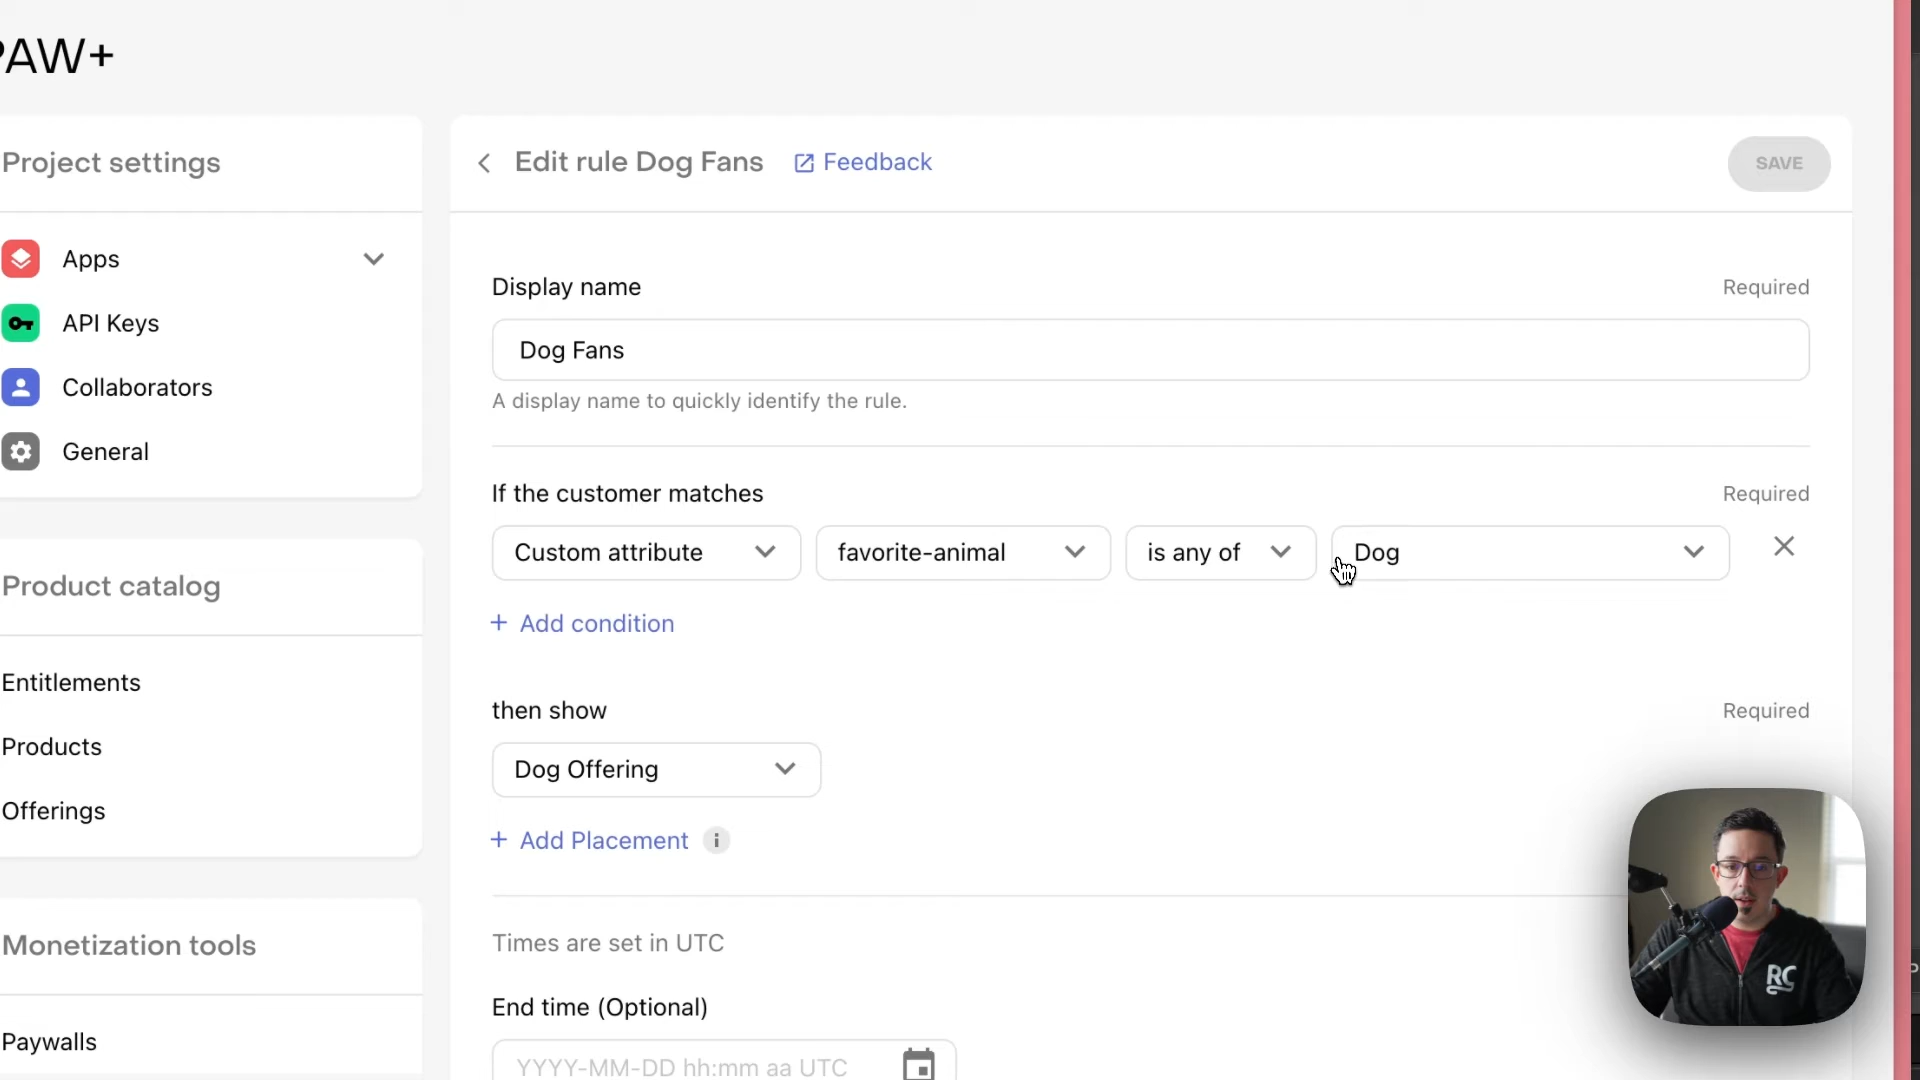 PAW+
Project settings
Apps
API Keys
Collaborators
General
Product catalog
Entitlements
Products
Offerings
Monetization tools
Paywalls
Edit rule Dog Fans
Feedback
SAVE
Display name
Required
Dog Fans
A display name to quickly identify the rule.
If the customer matches
Required
Custom attribute
favorite-animal
is any of
Dog
+ Add condition
then show
Required
Dog Offering
+ Add Placement
i
Times are set in UTC
End time (Optional)
YYYY-MM-DD hh:mm aa UTC
RC